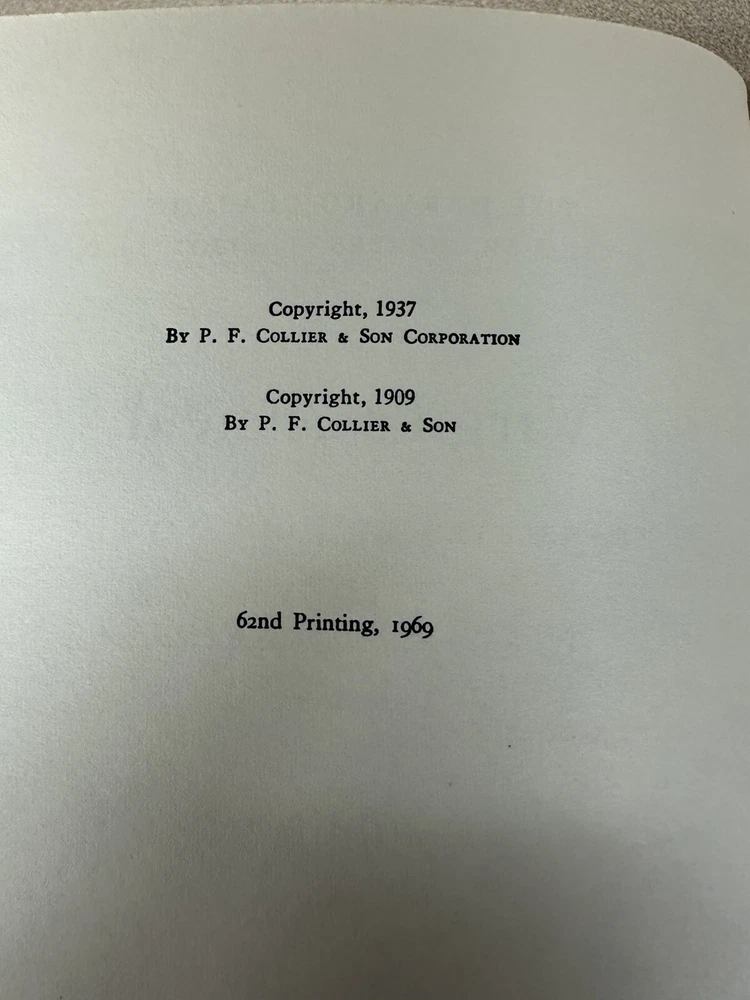 Copyright, 1937
By P. F. Collier & Son Corporation
Copyright, 1909
By P. F. Collier & Son
62nd Printing, 1969